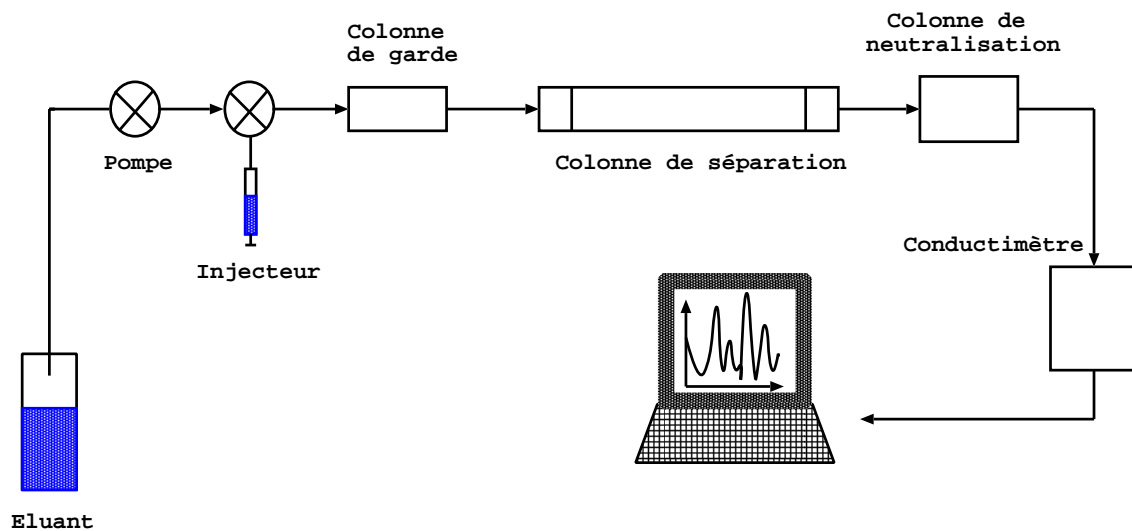 Colonne
de garde
Colonne de
neutralisation
Pompe
Colonne de séparation
Injecteur
Conductimètre
Eluant